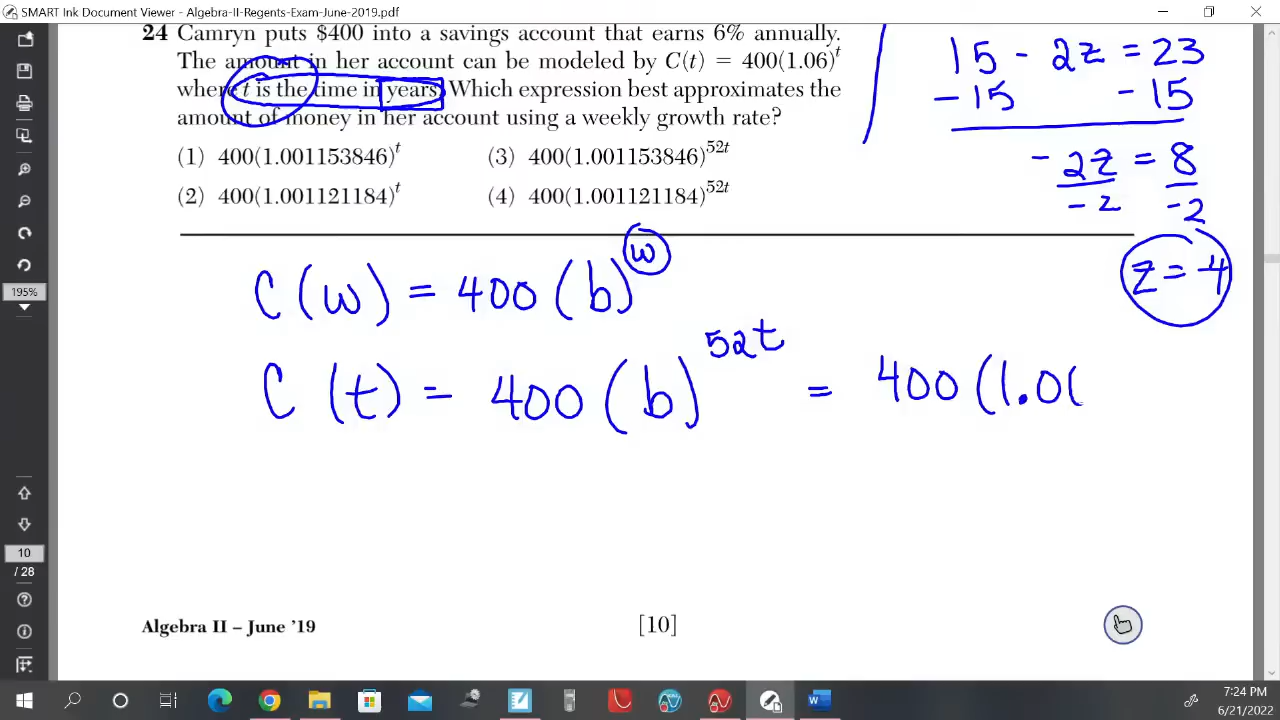 SMART Ink Document Viewer - Algebra-II-Regents-Exam-June-2019.pdf
24 Camryn puts $400 into a savings account that earns 6% annually.
The amount in her account can be modeled by C(t) = 400(1.06)^t
where t is the time in years. Which expression best approximates the
amount of money in her account using a weekly growth rate?
(1) 400(1.001153846)^t (3) 400(1.001153846)^52t
(2) 400(1.001121184)^t (4) 400(1.001121184)^52t
15 - 2z = 23
-15 -15
-2z = 8
-2 -2
z = -4
C(w) = 400(b)^w
C(t) = 400(b)^52t = 400(1.0(
195%
10
/ 28
Algebra II – June ’19 [10]
7:24 PM
6/21/2022